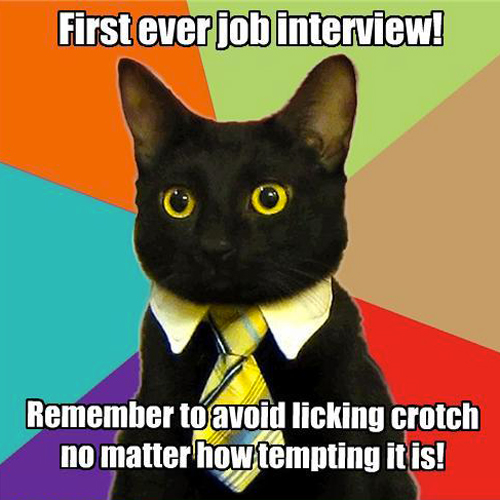 First ever job interview!
Remember to avoid licking crotch
no matter how tempting it is!